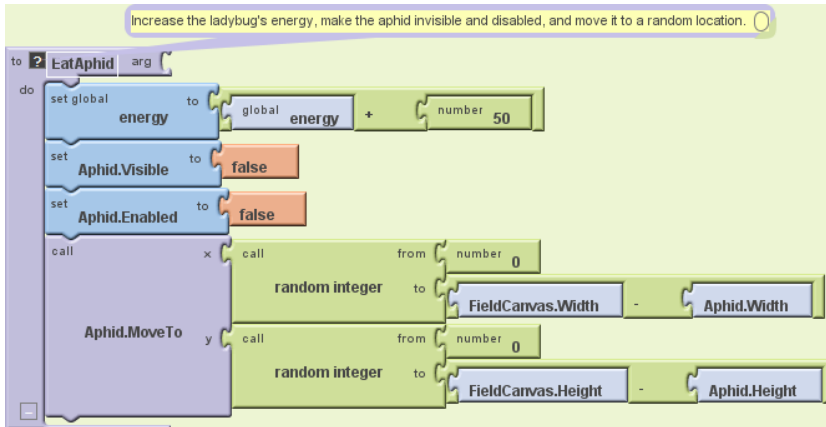 Increase the ladybug's energy, make the aphid invisible and disabled, and move it to a random location.
to ? EatAphid arg
do
set global energy to global energy + number 50
set Aphid.Visible to false
set Aphid.Enabled to false
call Aphid.MoveTo
x call random integer from number 0
to FieldCanvas.Width - Aphid.Width
y call random integer from number 0
to FieldCanvas.Height - Aphid.Height